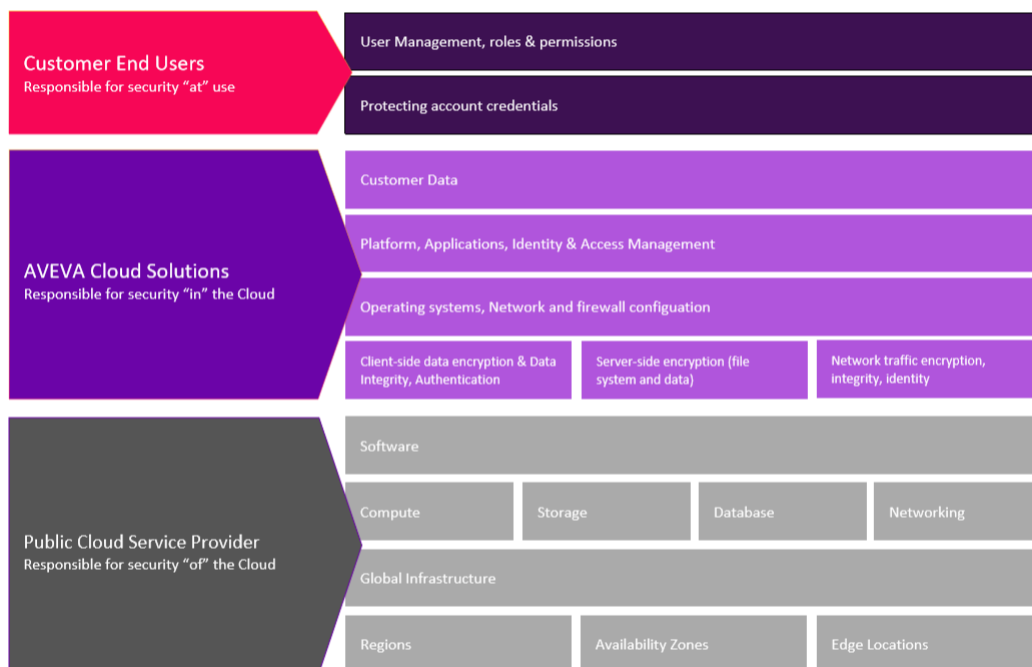 Customer End Users
Responsible for security “at” use
User Management, roles & permissions
Protecting account credentials
AVEVA Cloud Solutions
Responsible for security “in” the Cloud
Customer Data
Platform, Applications, Identity & Access Management
Operating systems, Network and firewall configuation
Client-side data encryption & Data
Integrity, Authentication
Server-side encryption (file
system and data)
Network traffic encryption,
integrity, identity
Public Cloud Service Provider
Responsible for security “of” the Cloud
Software
Compute
Storage
Database
Networking
Global Infrastructure
Regions
Availability Zones
Edge Locations